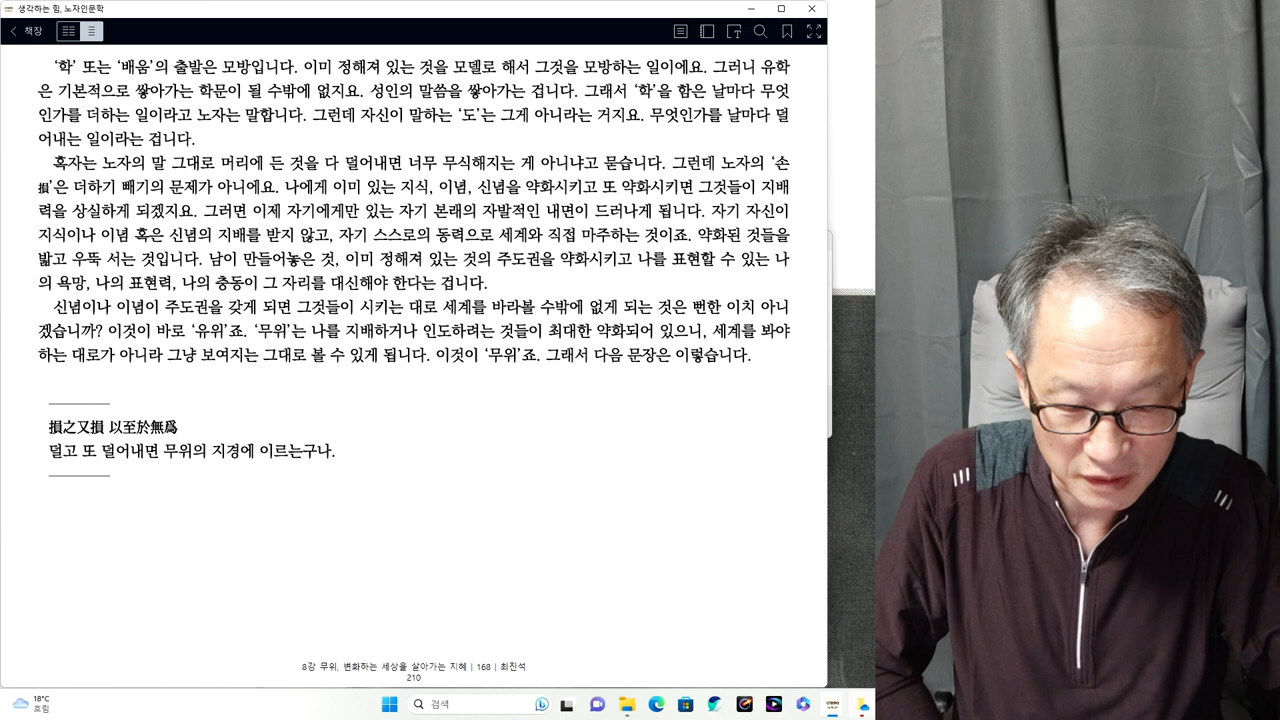 생각하는 힘, 노자인문학
책장
‘학’ 또는 ‘배움’의 출발은 모방입니다. 이미 정해져 있는 것을 모델로 해서 그것을 모방하는 일이에요. 그러니 유학
은 기본적으로 쌓아가는 학문이 될 수밖에 없지요. 성인의 말씀을 쌓아가는 겁니다. 그래서 ‘학’을 함은 날마다 무엇
인가를 더하는 일이라고 노자는 말합니다. 그런데 자신이 말하는 ‘도’는 그게 아니라는 거지요. 무엇인가를 날마다 덜
어내는 일이라는 겁니다.
혹자는 노자의 말 그대로 머리에 든 것을 다 덜어내면 너무 무식해지는 게 아니냐고 묻습니다. 그런데 노자의 ‘손
損’은 더하기 빼기의 문제가 아니에요. 나에게 이미 있는 지식, 이념, 신념을 약화시키고 또 약화시키면 그것들이 지배
력을 상실하게 되겠지요. 그러면 이제 자기에게만 있는 자기 본래의 자발적인 내면이 드러나게 됩니다. 자기 자신이
지식이나 이념 혹은 신념의 지배를 받지 않고, 자기 스스로의 동력으로 세계와 직접 마주하는 것이죠. 약화된 것들을
밟고 우뚝 서는 것입니다. 남이 만들어놓은 것, 이미 정해져 있는 것의 주도권을 약화시키고 나를 표현할 수 있는 나
의 욕망, 나의 표현력, 나의 충동이 그 자리를 대신해야 한다는 겁니다.
신념이나 이념이 주도권을 갖게 되면 그것들이 시키는 대로 세계를 바라볼 수밖에 없게 되는 것은 뻔한 이치 아니
겠습니까? 이것이 바로 ‘유위’죠. ‘무위’는 나를 지배하거나 인도하려는 것들이 최대한 약화되어 있으니, 세계를 봐야
하는 대로가 아니라 그냥 보여지는 그대로 볼 수 있게 됩니다. 이것이 ‘무위’죠. 그래서 다음 문장은 이렇습니다.
損之又損 以至於無爲
덜고 또 덜어내면 무위의 지경에 이르는구나.
8강 무위, 변화하는 세상을 살아가는 지혜 | 168 | 최진석
210
18°C
흐림
검색